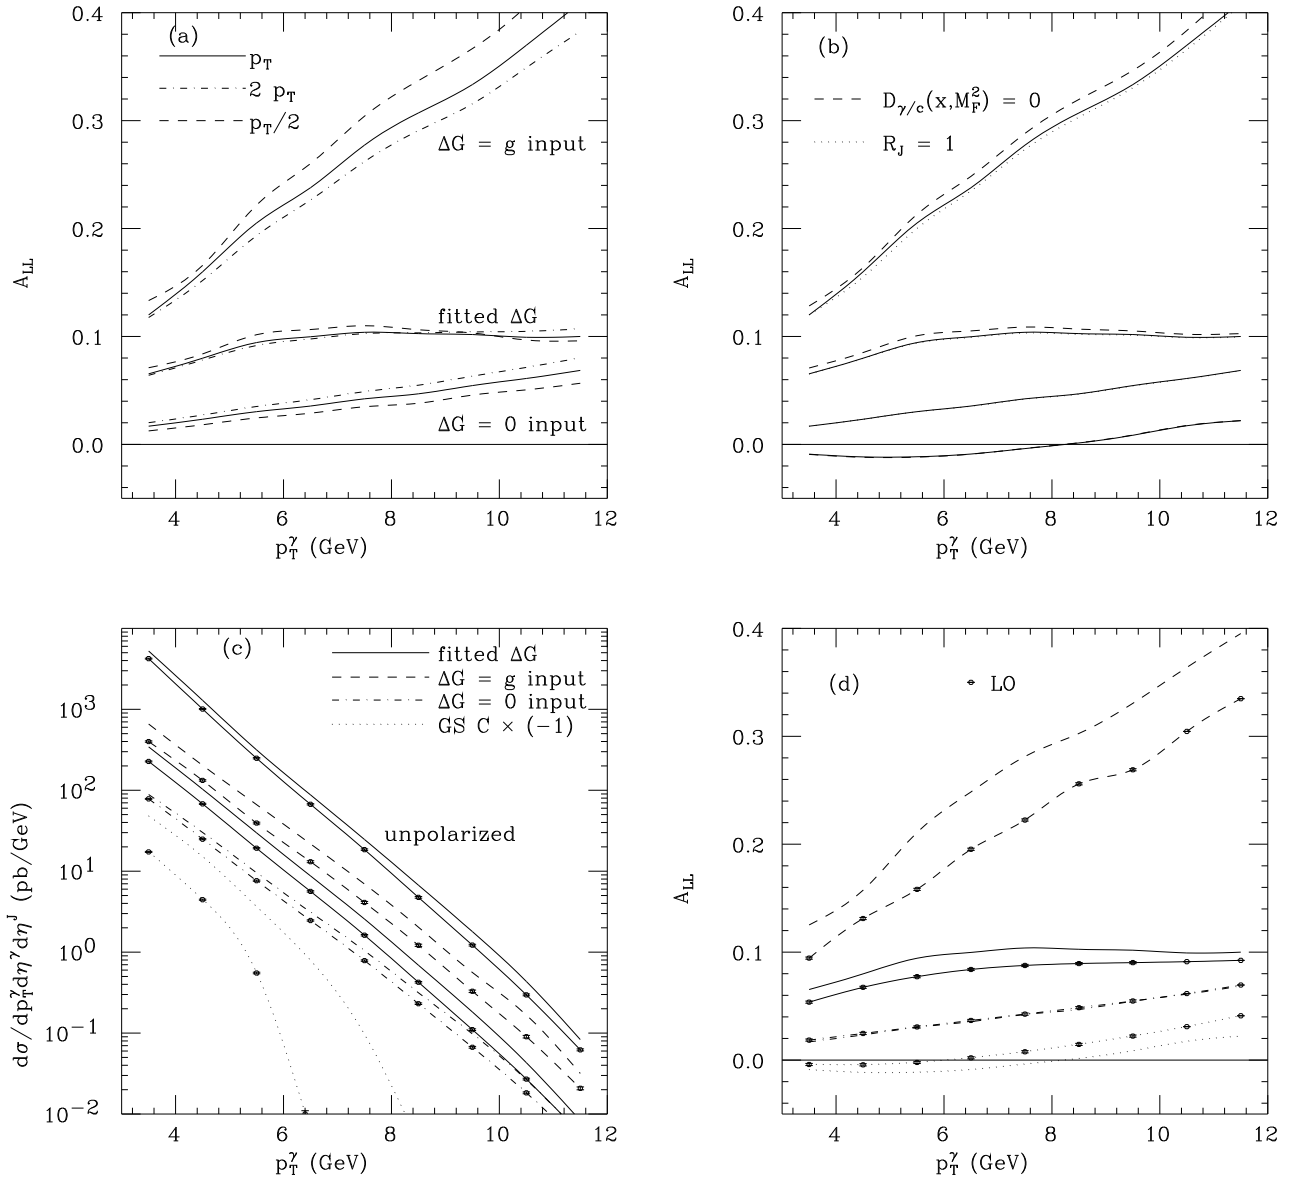 (a)
p_T
2 p_T
p_T/2
ΔG = g input
fitted ΔG
ΔG = 0 input
A_LL
0.4
0.3
0.2
0.1
0.0
4 6 8 10 12
p_T^γ (GeV)
(b)
D_γ/c(x,M_F^2) = 0
R_J = 1
A_LL
0.4
0.3
0.2
0.1
0.0
4 6 8 10 12
p_T^γ (GeV)
(c)
fitted ΔG
ΔG = g input
ΔG = 0 input
GS C × (−1)
unpolarized
dσ/dp_T^γdη^γdη^J (pb/GeV)
10^3
10^2
10^1
10^0
10^−1
10^−2
4 6 8 10 12
p_T^γ (GeV)
(d)
LO
A_LL
0.4
0.3
0.2
0.1
0.0
4 6 8 10 12
p_T^γ (GeV)